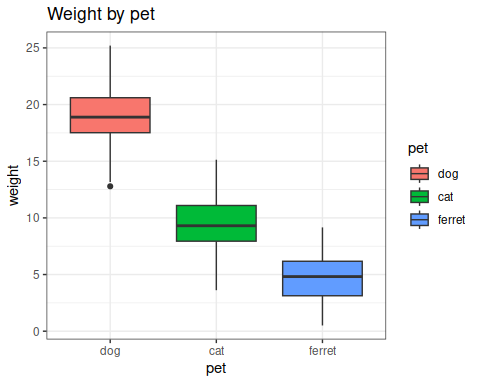 Weight by pet
25
20
15
10
5
0
weight
dog cat ferret
pet
pet
dog
cat
ferret